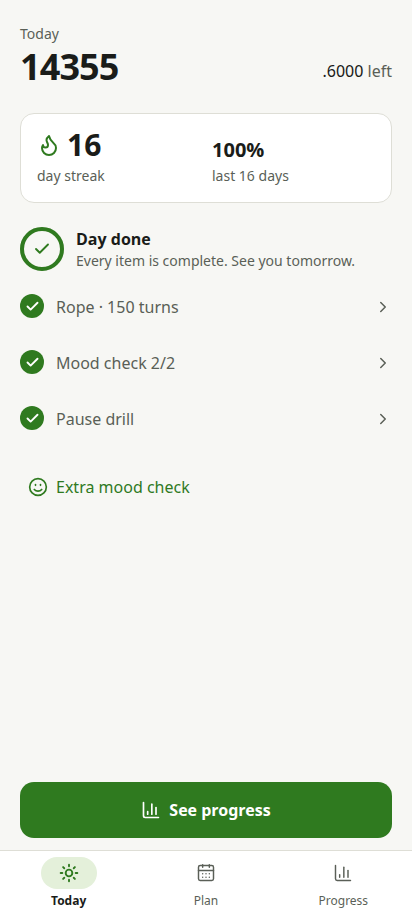 Today
14355
.6000 left
16
day streak
100%
last 16 days
Day done
Every item is complete. See you tomorrow.
Rope · 150 turns
Mood check 2/2
Pause drill
Extra mood check
See progress
Today
Plan
Progress